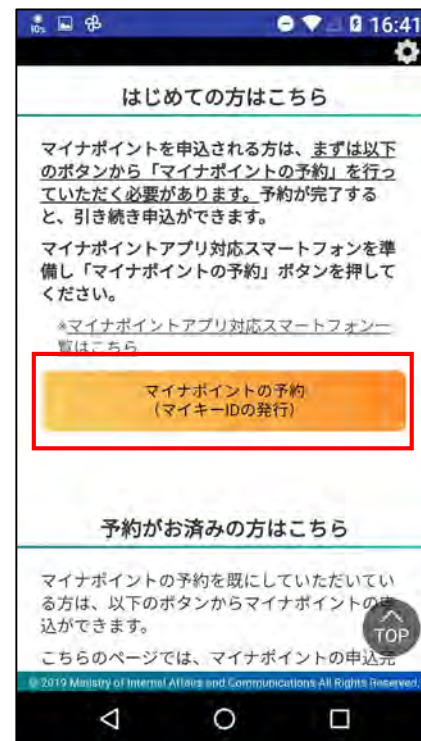 10s 16:41
はじめての方はこちら
マイナポイントを申込される方は、まずは以下
のボタンから「マイナポイントの予約」を行っ
ていただく必要があります。予約が完了する
と、引き続き申込ができます。
マイナポイントアプリ対応スマートフォンを準
備し「マイナポイントの予約」ボタンを押して
ください。
*マイナポイントアプリ対応スマートフォン一
覧はこちら
マイナポイントの予約
(マイキーIDの発行)
予約がお済みの方はこちら
マイナポイントの予約を既にしていただいてい
る方は、以下のボタンからマイナポイントの申
込ができます。
TOP
こちらのページでは、マイナポイントの申込完
© 2019 Ministry of Internal Affairs and Communications All Rights Reserved.